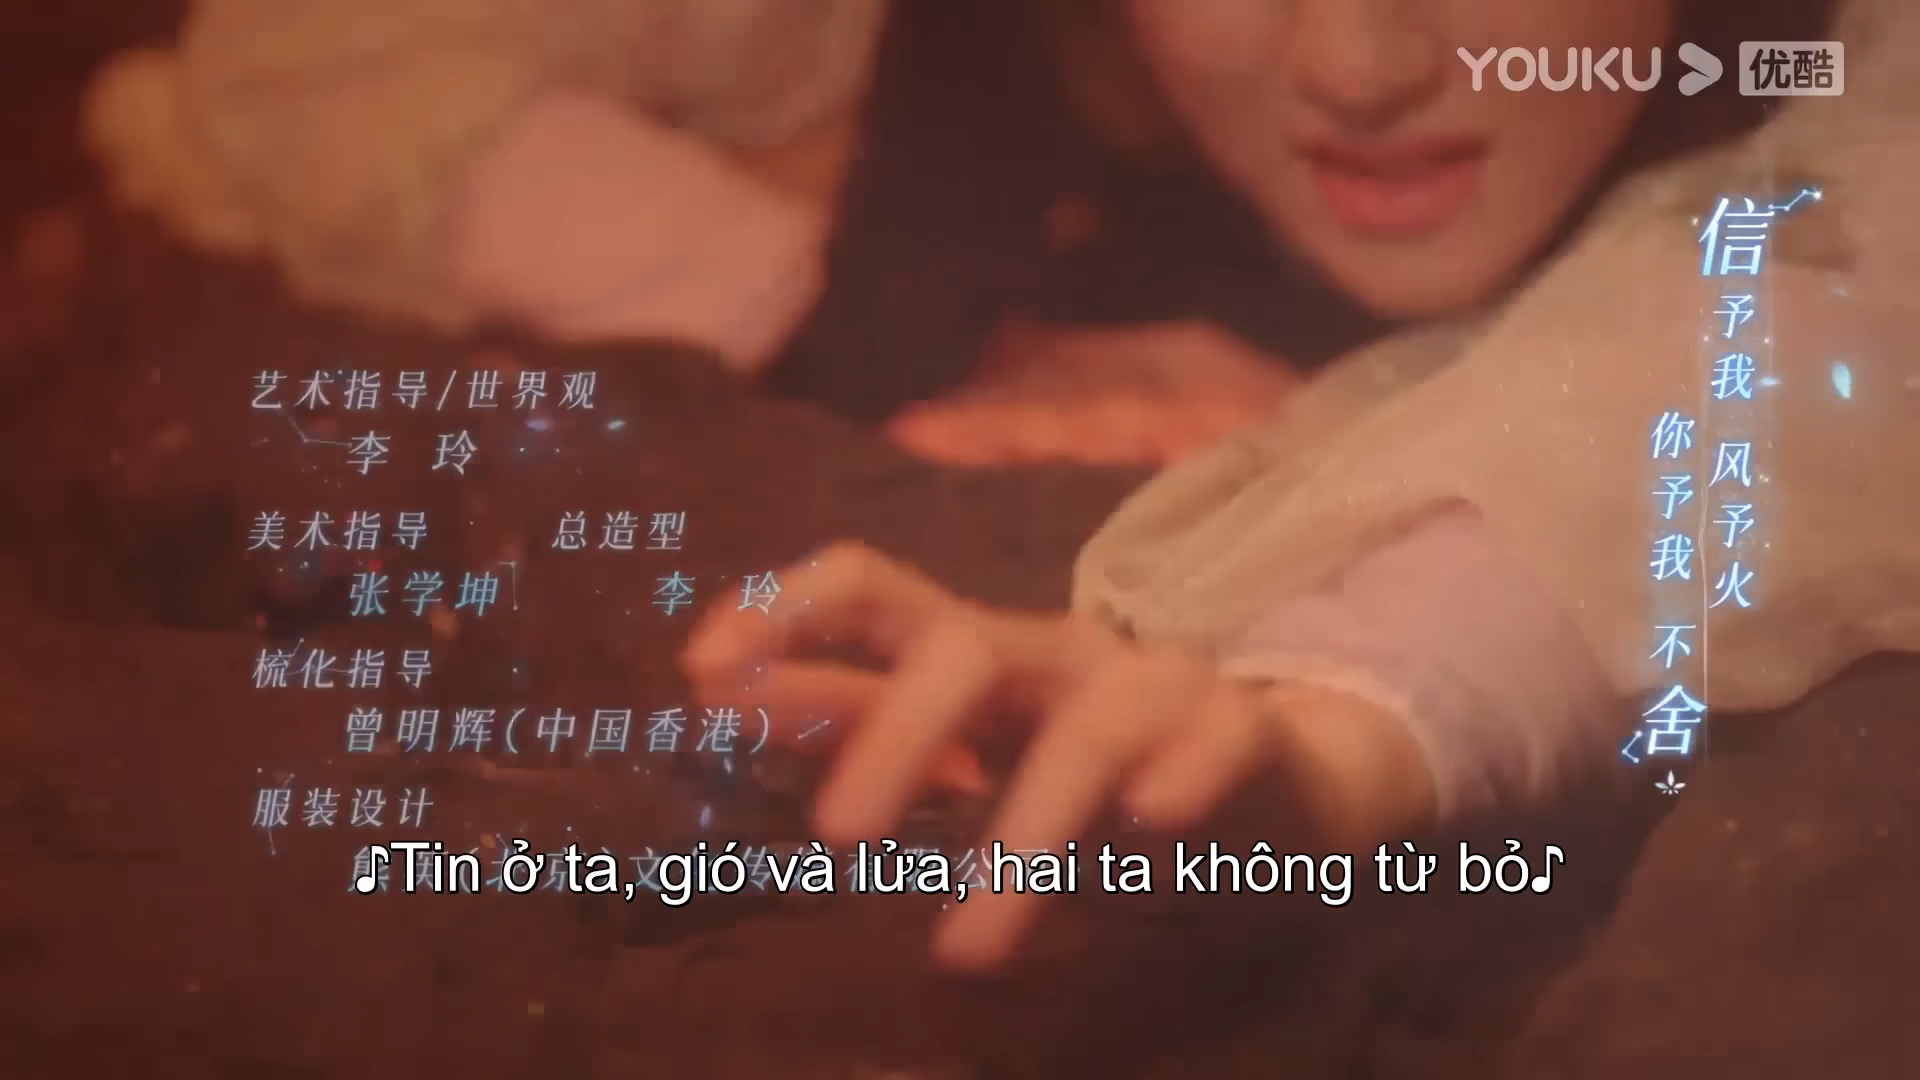 YOUKU 优酷
艺术指导/世界观
李 玲
美术指导 总造型
张学坤 李 玲
梳化指导
曾明辉(中国香港)
服装设计
信予我 风予火
你予我 不舍
♪Tin ở ta, gió và lửa, hai ta không từ bỏ♪